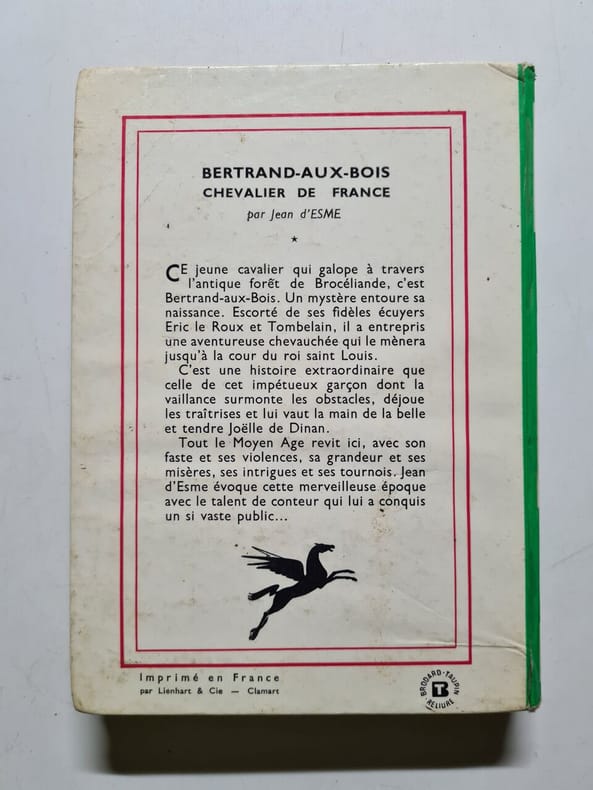 BERTRAND-AUX-BOIS
CHEVALIER DE FRANCE
par Jean d'ESME
★
CE jeune cavalier qui galope à travers
l'antique forêt de Brocéliande, c'est
Bertrand-aux-Bois. Un mystère entoure sa
naissance. Escorté de ses fidèles écuyers
Eric le Roux et Tombelain, il a entrepris
une aventureuse chevauchée qui le mènera
jusqu'à la cour du roi saint Louis.
C'est une histoire extraordinaire que
celle de cet impétueux garçon dont la
vaillance surmonte les obstacles, déjoue
les traîtrises et lui vaut la main de la belle
et tendre Joëlle de Dinan.
Tout le Moyen Age revit ici, avec son
faste et ses violences, sa grandeur et ses
misères, ses intrigues et ses tournois. Jean
d'Esme évoque cette merveilleuse époque
avec le talent de conteur qui lui a conquis
un si vaste public...
Imprimé en France
par Lienhart & Cie — Clamart
BRODARD-TAUPIN
TB
RELIURE